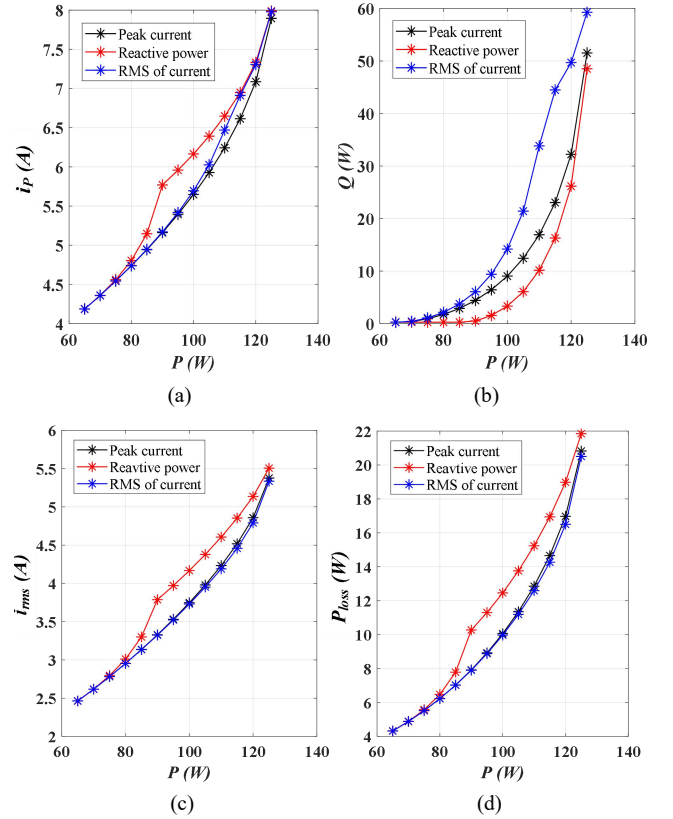 8
7.5
7
6.5
6
5.5
5
4.5
4
60
80
100
120
140
i_P (A)
P (W)
Peak current
Reactive power
RMS of current
(a)
60
50
40
30
20
10
0
60
80
100
120
140
Q (W)
P (W)
Peak current
Reactive power
RMS of current
(b)
6
5.5
5
4.5
4
3.5
3
2.5
2
60
80
100
120
140
i_rms (A)
P (W)
Peak current
Reavtive power
RMS of current
(c)
22
20
18
16
14
12
10
8
6
4
60
80
100
120
140
P_loss (W)
P (W)
Peak current
Reavtive power
RMS of current
(d)